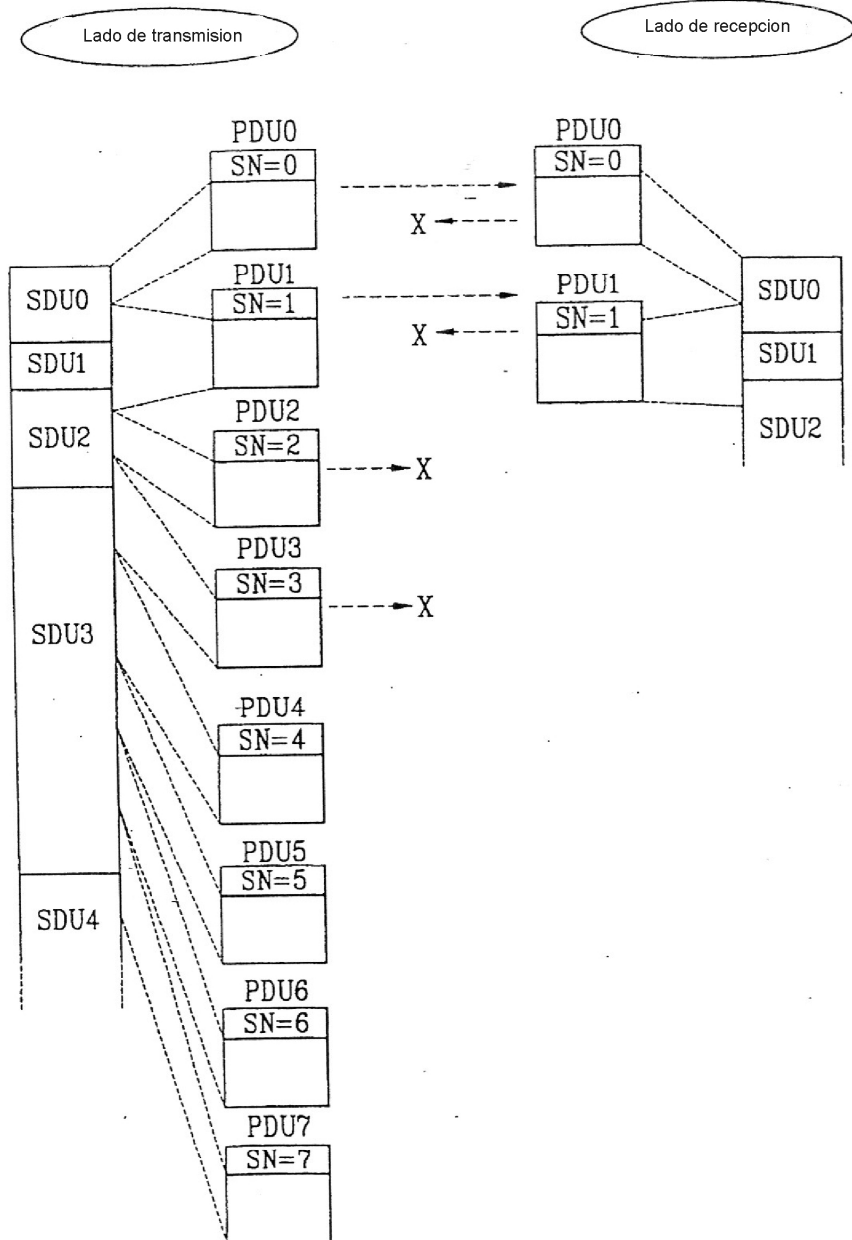 Lado de transmision
Lado de recepcion
PDU0
SN=0
X
PDU0
SN=0
PDU1
SN=1
X
PDU1
SN=1
SDU0
SDU1
SDU2
SDU3
SDU4
SDU0
SDU1
SDU2
PDU2
SN=2
X
PDU3
SN=3
X
PDU4
SN=4
PDU5
SN=5
PDU6
SN=6
PDU7
SN=7